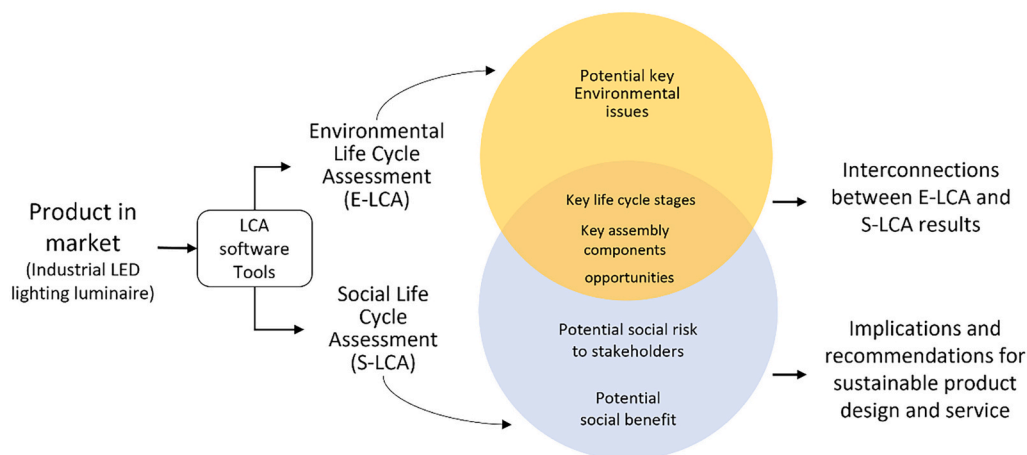 Product in
market
(Industrial LED
lighting luminaire)
LCA
software
Tools
Environmental
Life Cycle
Assessment
(E-LCA)
Social Life
Cycle
Assessment
(S-LCA)
Potential key
Environmental
issues
Key life cycle stages
Key assembly
components
opportunities
Potential social risk
to stakeholders
Potential
social benefit
Interconnections
between E-LCA and
S-LCA results
Implications and
recommendations for
sustainable product
design and service